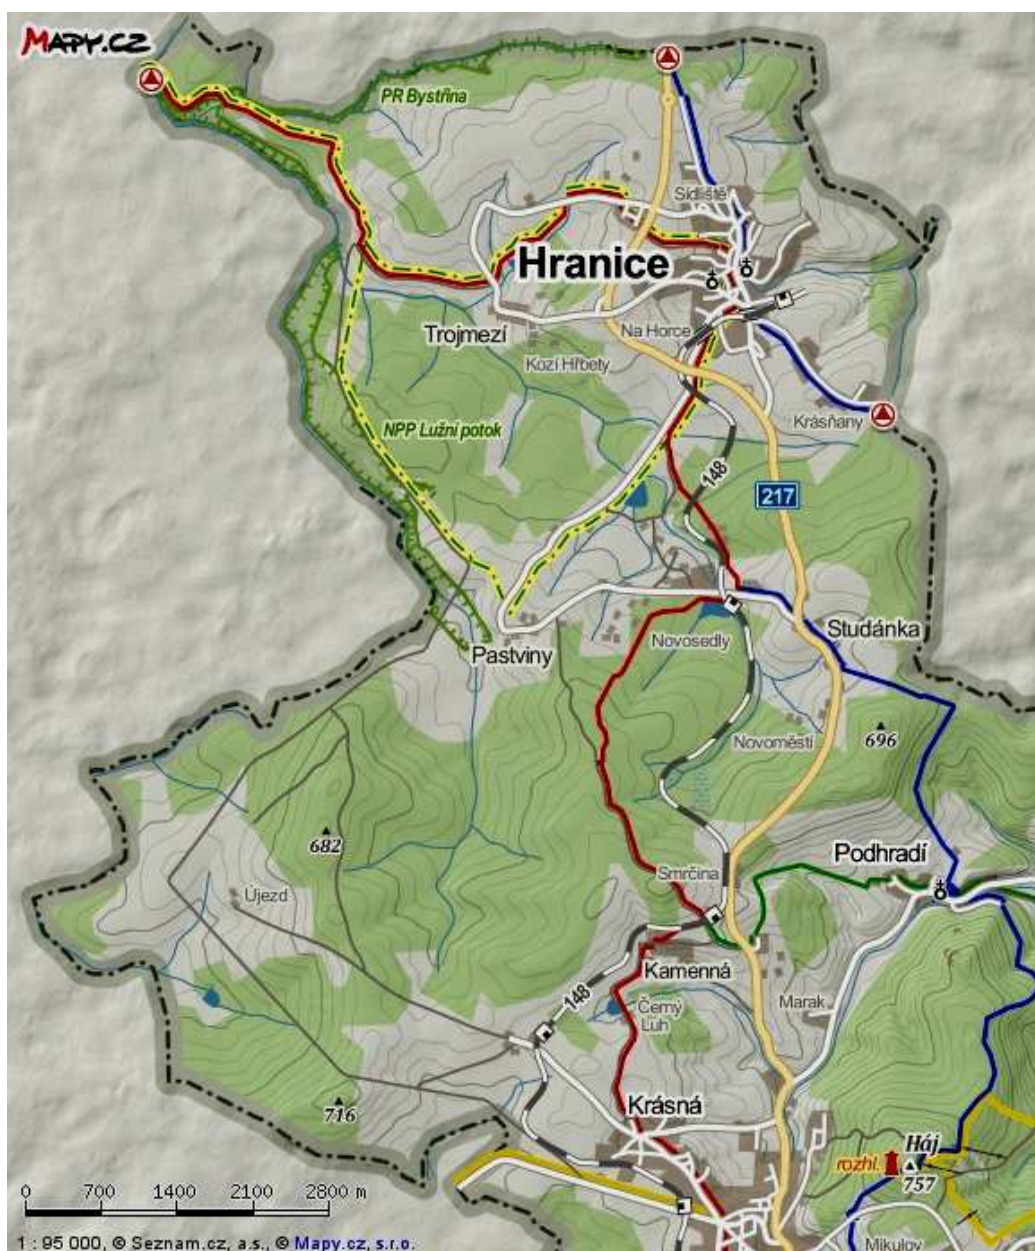 MAPY.CZ
PR Bystřina
Sídliště
Hranice
Trojmezí
Na Horce
Kozí Hřbety
Krásňany
NPP Lužní potok
148
217
Studánka
Novosedly
Pastviny
696
Novoměstí
682
Podhradí
Smrčina
Újezd
Kamenná
148
Marak
Černý
Luh
716
Krásná
Háj
rozhl.
757
0 700 1400 2100 2800 m
1 : 95 000, © Seznam.cz, a.s., © Mapy.cz, s.r.o.
Mikulov